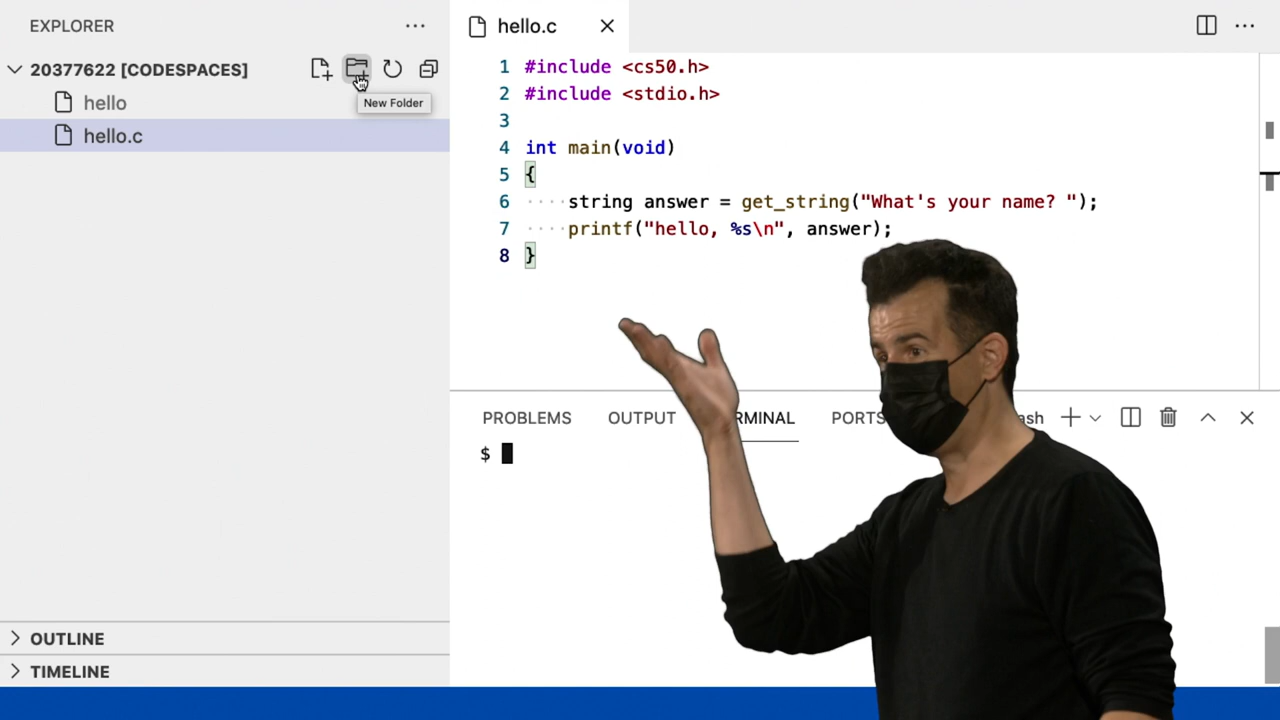 EXPLORER
20377622 [CODESPACES]
New Folder
hello
hello.c
OUTLINE
TIMELINE
hello.c
1 #include <cs50.h>
2 #include <stdio.h>
3
4 int main(void)
5 {
6 ····string answer = get_string("What's your name? ");
7 ····printf("hello, %s\n", answer);
8 }
PROBLEMS OUTPUT RMINAL PORTS ash
$